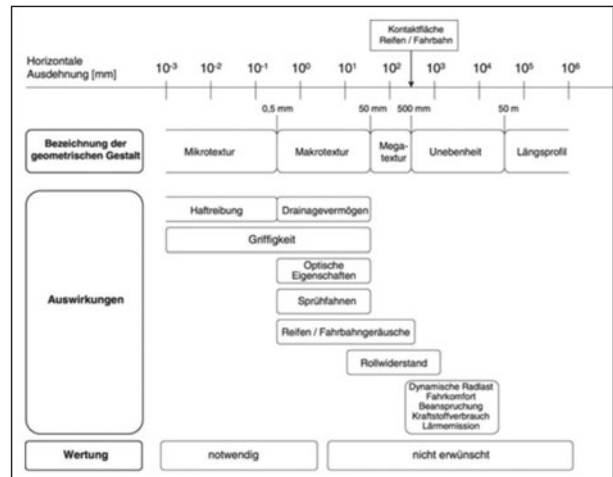 Kontaktfläche
Reifen / Fahrbahn
Horizontale
Ausdehnung [mm]
10-3 10-2 10-1 100 101 102 103 104 105 106
0,5 mm 50 mm 500 mm 50 m
Bezeichnung der
geometrischen Gestalt
Mikrotextur
Makrotextur
Mega-
textur
Unebenheit
Längsprofil
Auswirkungen
Haftreibung
Drainagevermögen
Griffigkeit
Optische
Eigenschaften
Sprühfahnen
Reifen / Fahrbahngeräusche
Rollwiderstand
Dynamische Radlast
Fahrkomfort
Beanspruchung
Kraftstoffverbrauch
Lärmemission
Wertung
notwendig
nicht erwünscht